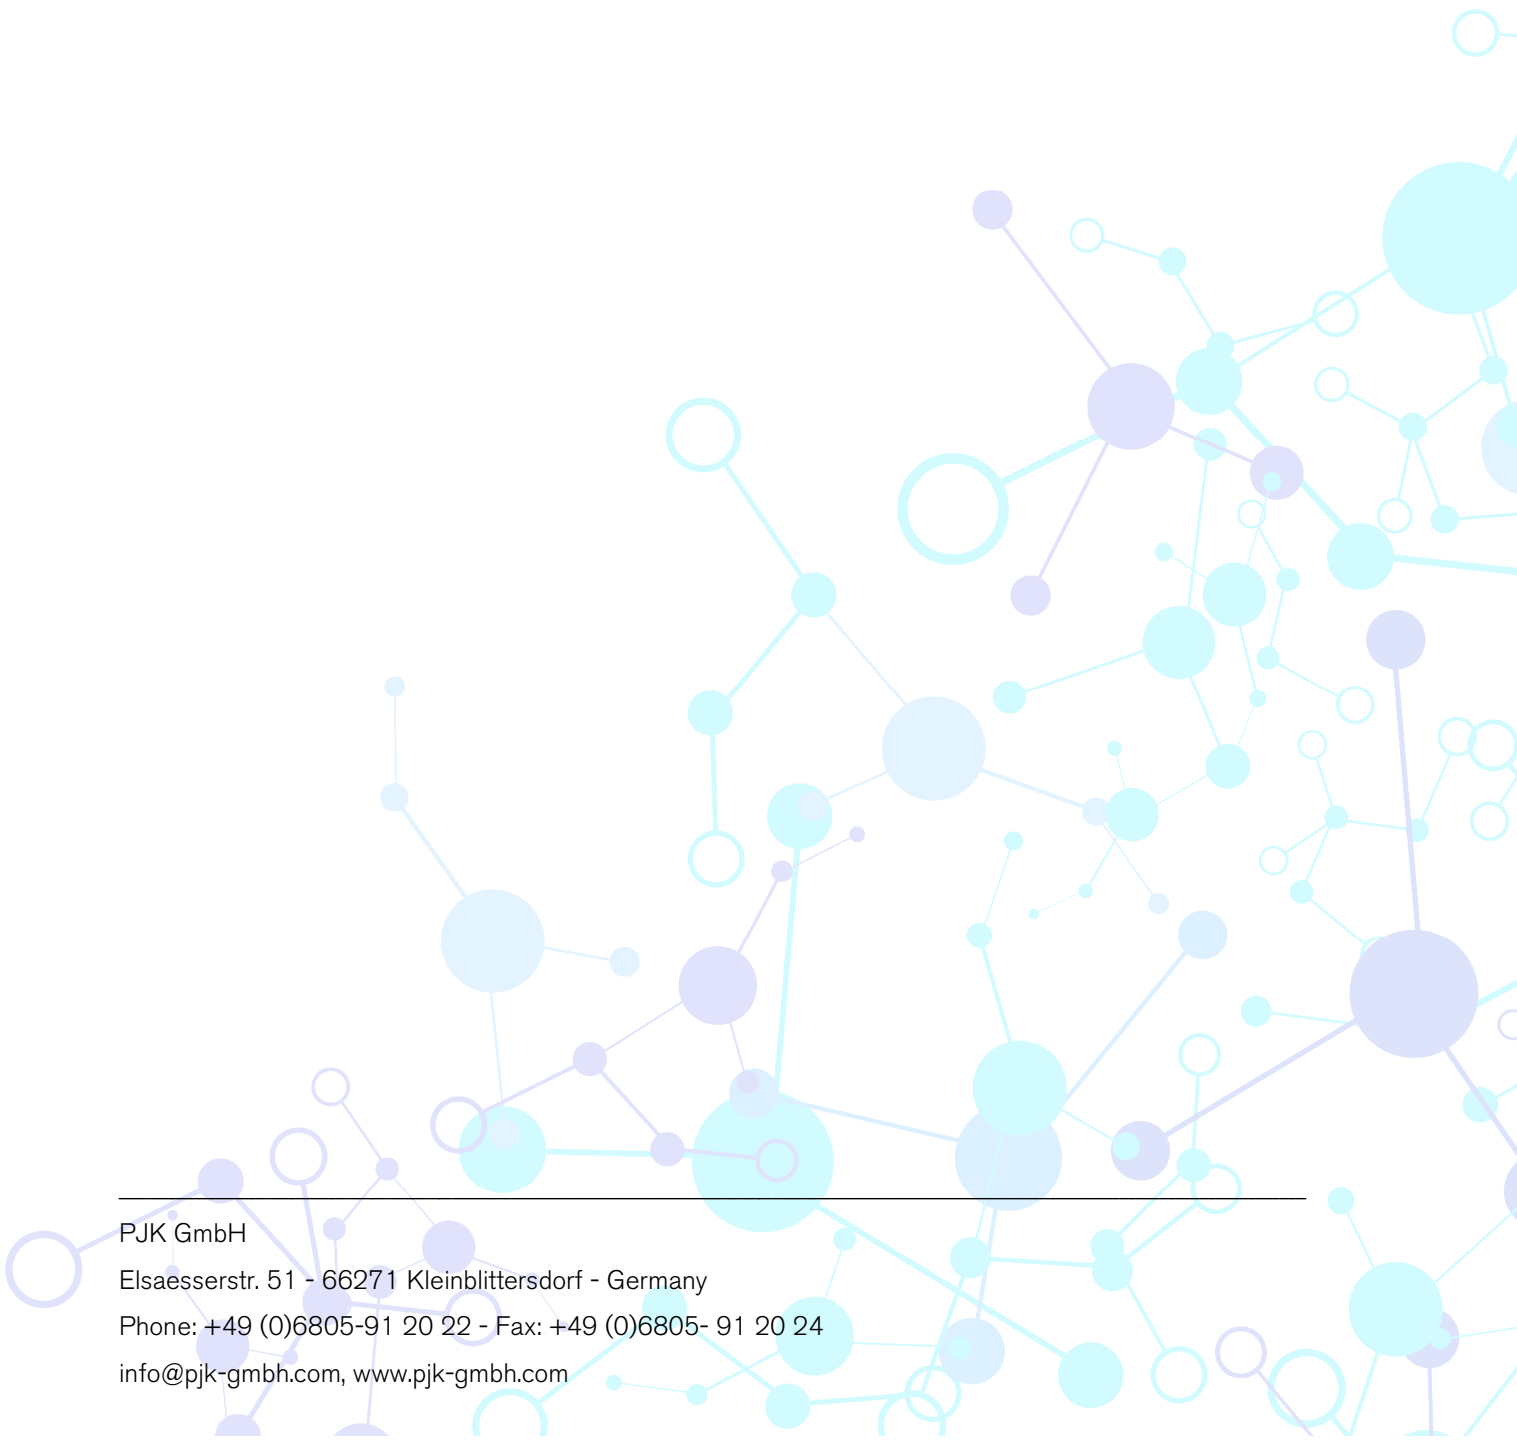 PJK GmbH
Elsaesserstr. 51 - 66271 Kleinblittersdorf - Germany
Phone: +49 (0)6805-91 20 22 - Fax: +49 (0)6805- 91 20 24
info@pjk-gmbh.com, www.pjk-gmbh.com